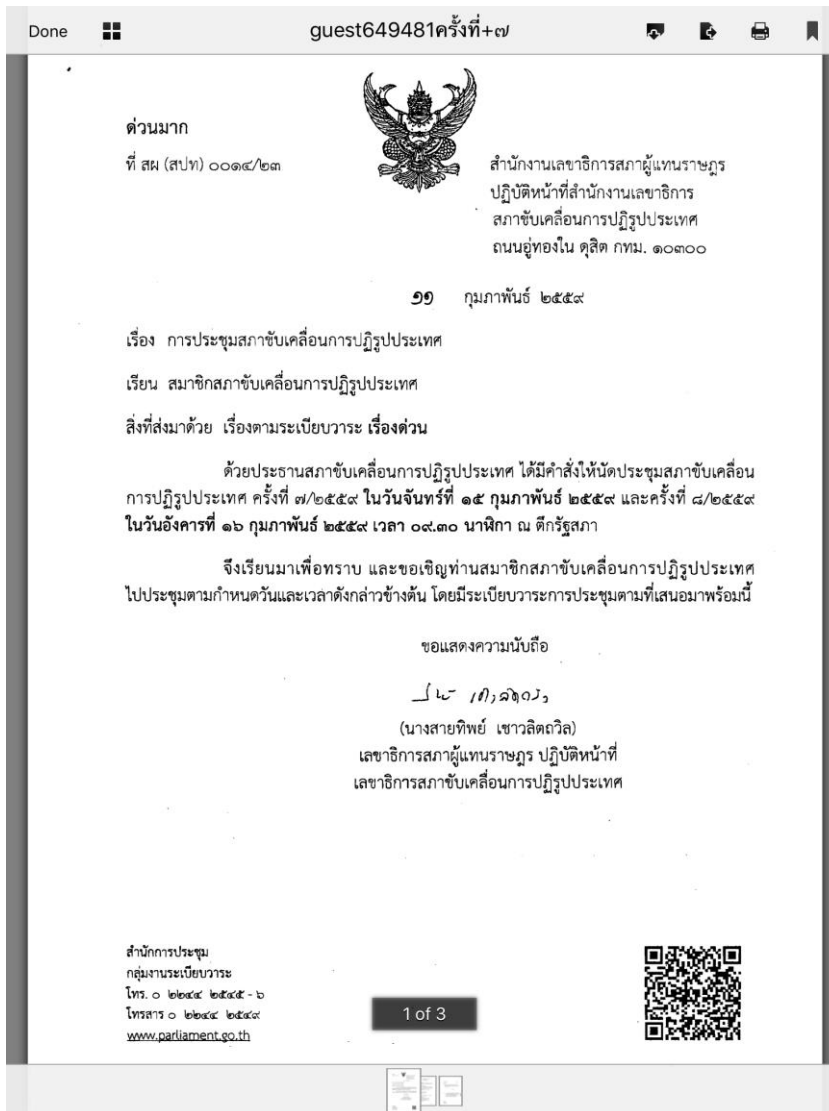 Done
guest649481ครั้งที่+๗
ด่วนมาก
ที่ สผ (สปท) ๐๐๑๔/๒๓
สำนักงานเลขาธิการสภาผู้แทนราษฎร
ปฏิบัติหน้าที่สำนักงานเลขาธิการ
สภาขับเคลื่อนการปฏิรูปประเทศ
ถนนอู่ทองใน ดุสิต กทม. ๑๐๓๐๐
๑๑ กุมภาพันธ์ ๒๕๕๙
เรื่อง การประชุมสภาขับเคลื่อนการปฏิรูปประเทศ
เรียน สมาชิกสภาขับเคลื่อนการปฏิรูปประเทศ
สิ่งที่ส่งมาด้วย เรื่องตามระเบียบวาระ เรื่องด่วน
ด้วยประธานสภาขับเคลื่อนการปฏิรูปประเทศ ได้มีคำสั่งให้นัดประชุมสภาขับเคลื่อน
การปฏิรูปประเทศ ครั้งที่ ๗/๒๕๕๙ ในวันจันทร์ที่ ๑๕ กุมภาพันธ์ ๒๕๕๙ และครั้งที่ ๘/๒๕๕๙
ในวันอังคารที่ ๑๖ กุมภาพันธ์ ๒๕๕๙ เวลา ๐๙.๓๐ นาฬิกา ณ ตึกรัฐสภา
จึงเรียนมาเพื่อทราบ และขอเชิญท่านสมาชิกสภาขับเคลื่อนการปฏิรูปประเทศ
ไปประชุมตามกำหนดวันและเวลาดังกล่าวข้างต้น โดยมีระเบียบวาระการประชุมตามที่เสนอมาพร้อมนี้
ขอแสดงความนับถือ
(นางสายทิพย์ เชาวลิตถวิล)
เลขาธิการสภาผู้แทนราษฎร ปฏิบัติหน้าที่
เลขาธิการสภาขับเคลื่อนการปฏิรูปประเทศ
สำนักการประชุม
กลุ่มงานระเบียบวาระ
โทร. ๐ ๒๒๔๔ ๒๕๔๕ - ๖
โทรสาร ๐ ๒๒๔๔ ๒๕๔๙
www.parliament.go.th
1 of 3